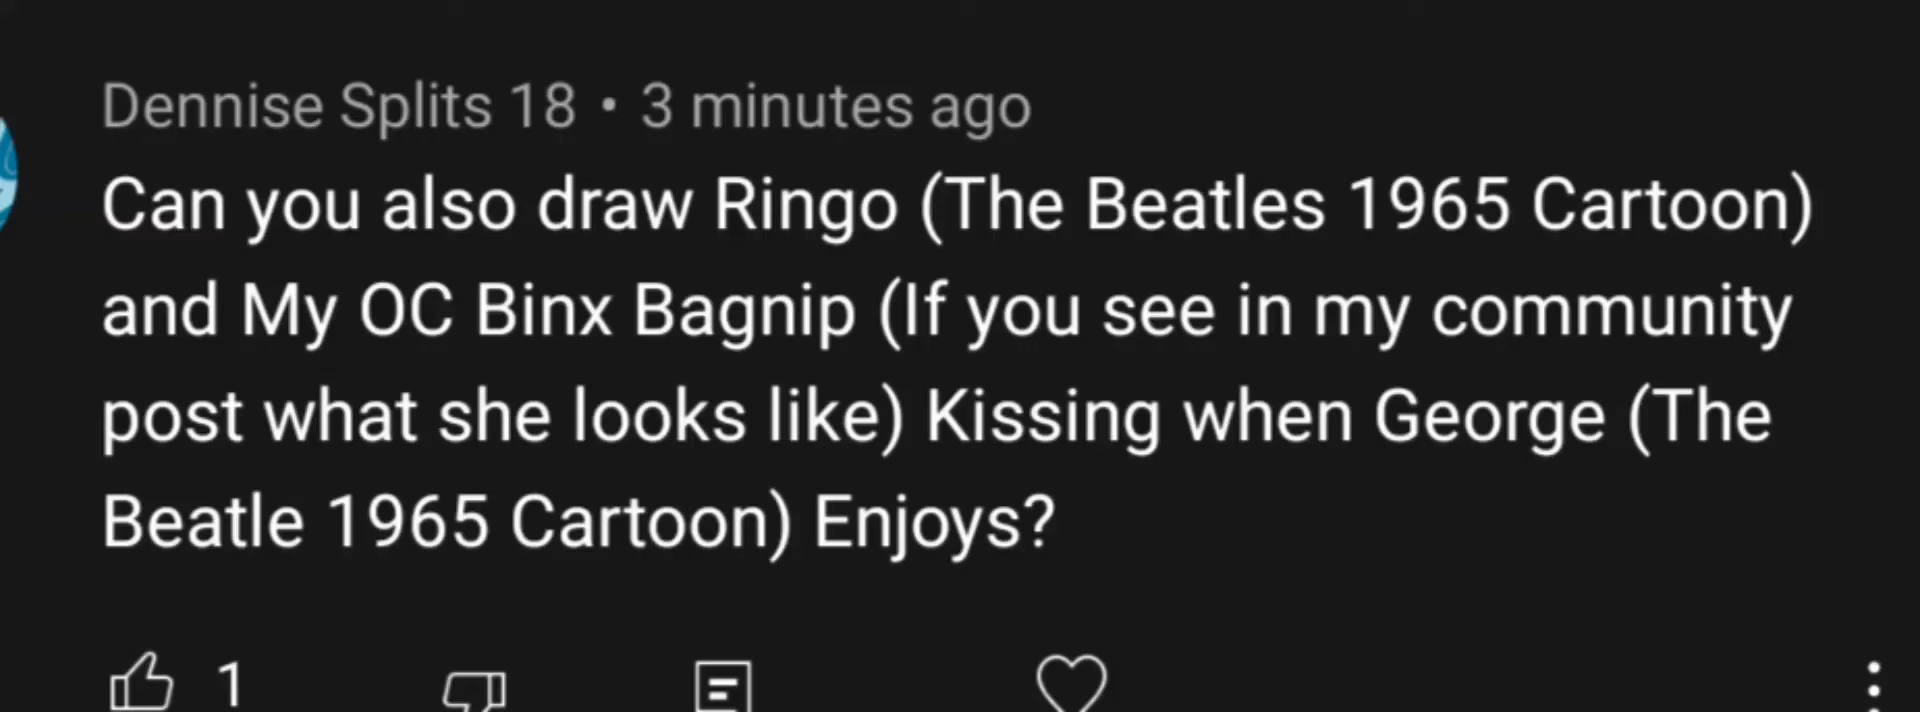 Dennise Splits 18 • 3 minutes ago
Can you also draw Ringo (The Beatles 1965 Cartoon)
and My OC Binx Bagnip (If you see in my community
post what she looks like) Kissing when George (The
Beatle 1965 Cartoon) Enjoys?
1